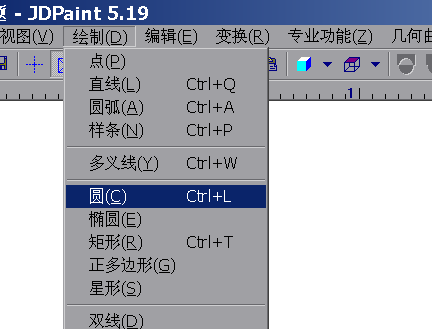 - JDPaint 5.19
视图(V) 绘制(D) 编辑(E) 变换(R) 专业功能(Z) 几何曲
点(P)
直线(L) Ctrl+Q
圆弧(A) Ctrl+A
样条(N) Ctrl+P
多义线(Y) Ctrl+W
圆(C) Ctrl+L
椭圆(E)
矩形(R) Ctrl+T
正多边形(G)
星形(S)
双线(D)
1